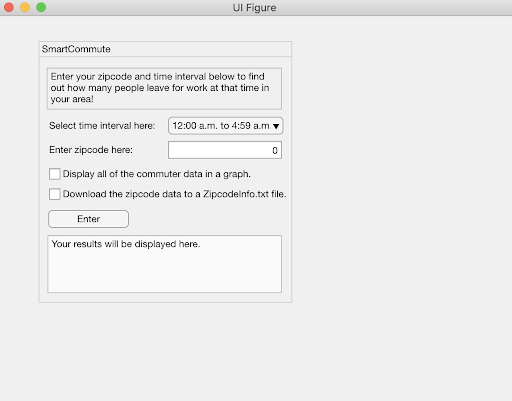 UI Figure
SmartCommute
Enter your zipcode and time interval below to find
out how many people leave for work at that time in
your area!
Select time interval here: 12:00 a.m. to 4:59 a.m
Enter zipcode here: 0
Display all of the commuter data in a graph.
Download the zipcode data to a ZipcodeInfo.txt file.
Enter
Your results will be displayed here.